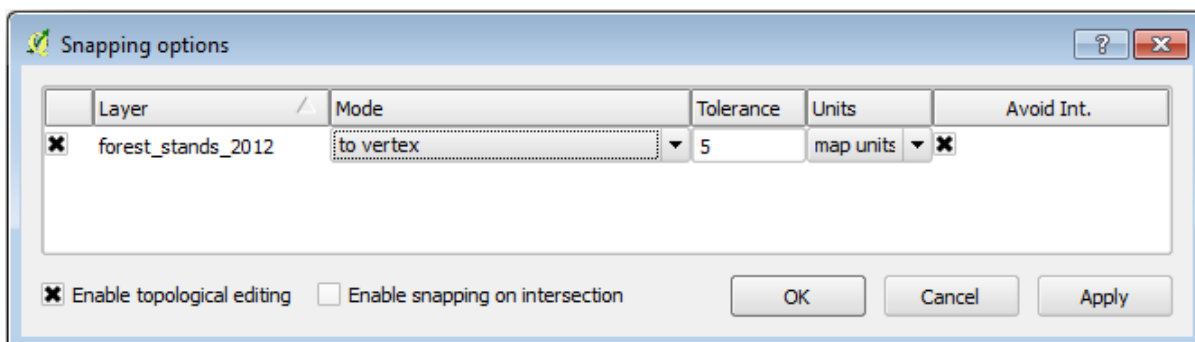 Snapping options
?
Layer Mode Tolerance Units Avoid Int.
forest_stands_2012 to vertex 5 map units
Enable topological editing Enable snapping on intersection OK Cancel Apply